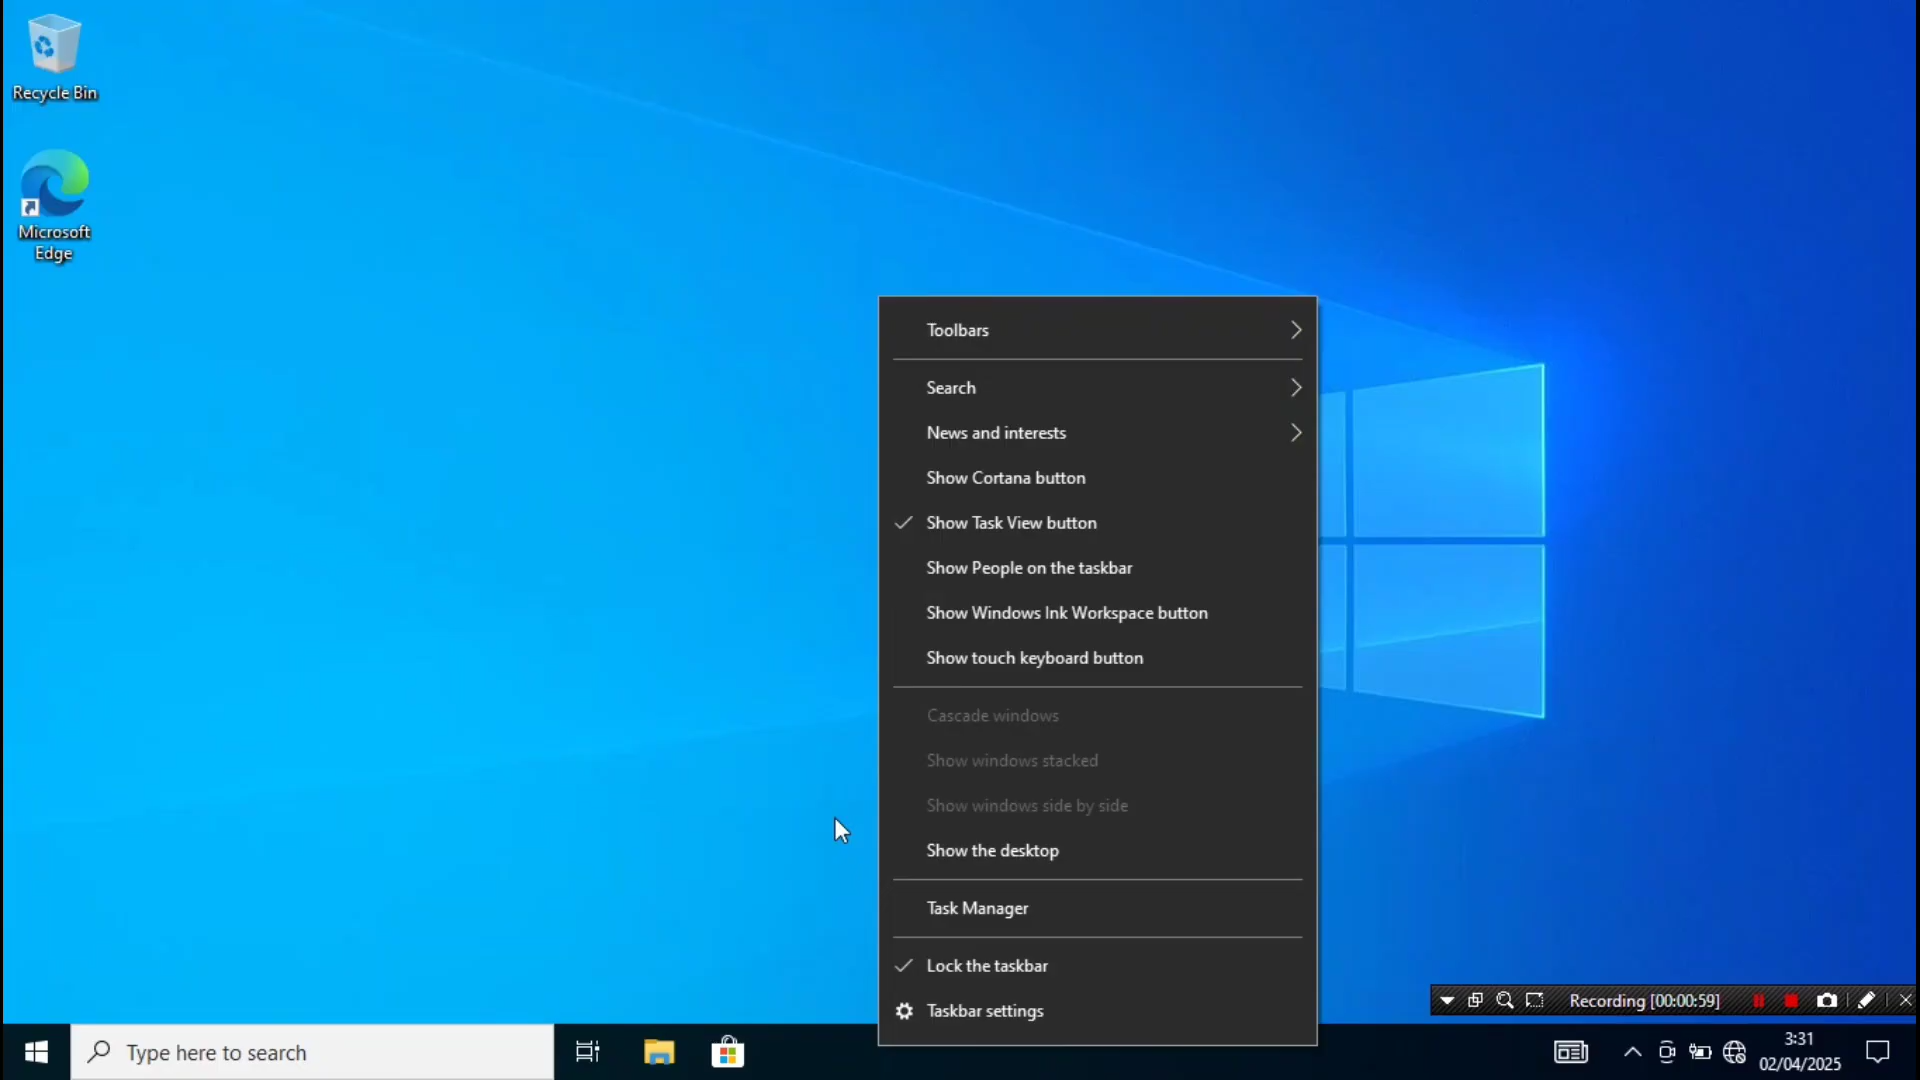 Recycle Bin
Microsoft
Edge
Toolbars
Search
News and interests
Show Cortana button
Show Task View button
Show People on the taskbar
Show Windows Ink Workspace button
Show touch keyboard button
Cascade windows
Show windows stacked
Show windows side by side
Show the desktop
Task Manager
Lock the taskbar
Taskbar settings
Recording [00:00:59]
Type here to search
3:31
02/04/2025